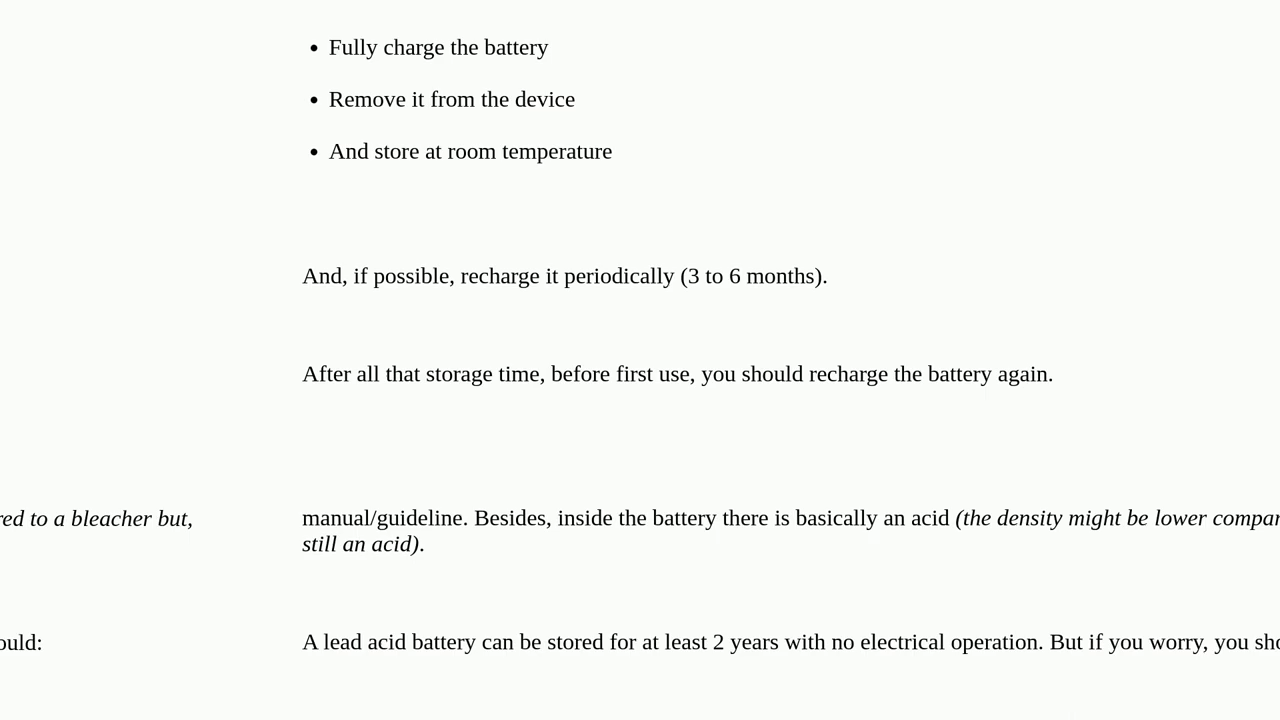 • Fully charge the battery
• Remove it from the device
• And store at room temperature
And, if possible, recharge it periodically (3 to 6 months).
After all that storage time, before first use, you should recharge the battery again.
red to a bleacher but,
manual/guideline. Besides, inside the battery there is basically an acid (the density might be lower compar
still an acid).
ould:
A lead acid battery can be stored for at least 2 years with no electrical operation. But if you worry, you sho